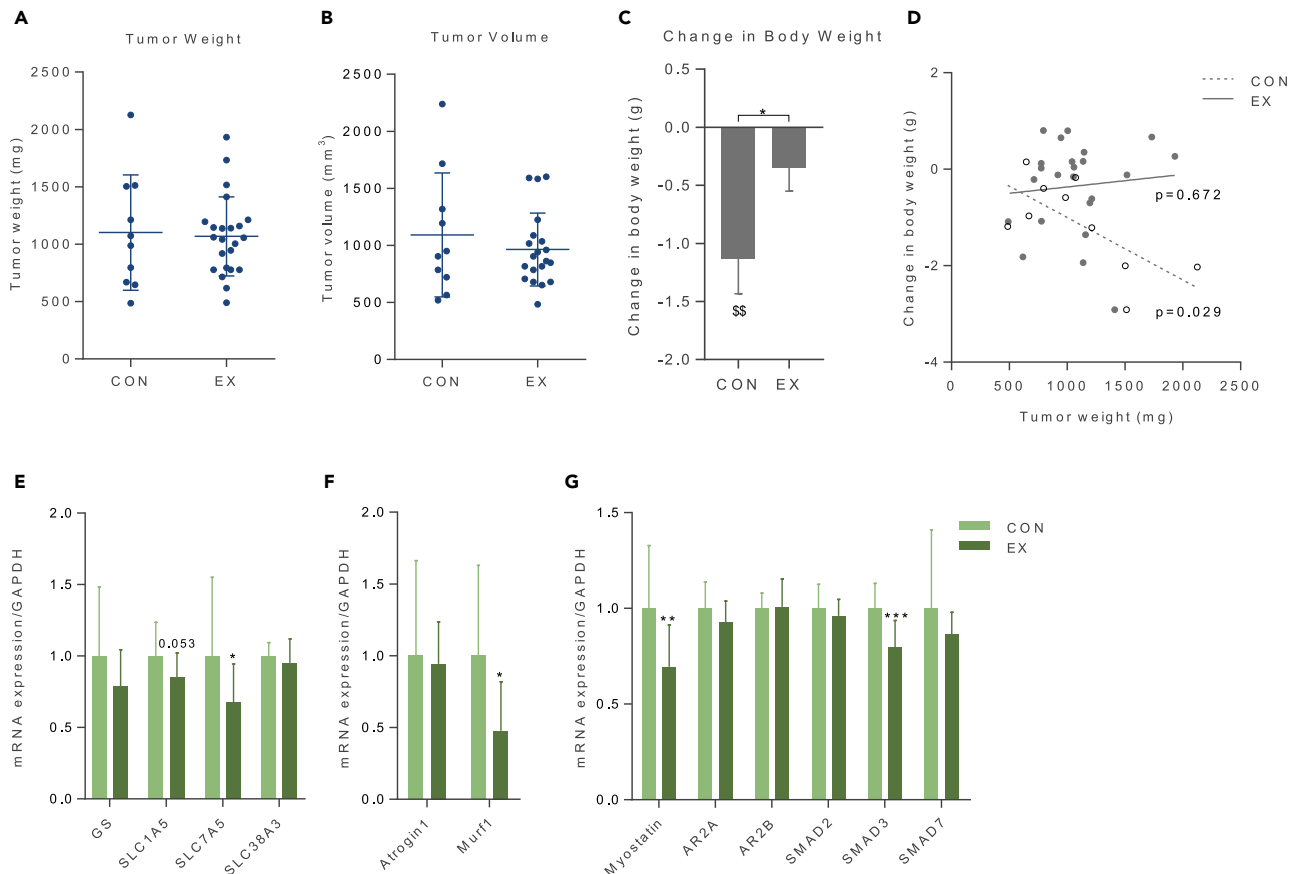 A
Tumor Weight
Tumor weight (mg)
2500
2000
1500
1000
500
0
CON
EX
B
Tumor Volume
Tumor volume (mm³)
2500
2000
1500
1000
500
0
CON
EX
C
Change in Body Weight
Change in body weight (g)
0.5
0.0
-0.5
-1.0
-1.5
-2.0
*
$$
CON
EX
D
Change in body weight (g)
2
0
-2
-4
CON
EX
p=0.672
p=0.029
0
500
1000
1500
2000
2500
Tumor weight (mg)
E
mRNA expression/GAPDH
2.0
1.5
1.0
0.5
0.0
0.053
*
GS
SLC1A5
SLC7A5
SLC38A3
F
mRNA expression/GAPDH
2.0
1.5
1.0
0.5
0.0
*
Atrogin1
Murf1
G
mRNA expression/GAPDH
1.5
1.0
0.5
0.0
**
***
CON
EX
Myostatin
AR2A
AR2B
SMAD2
SMAD3
SMAD7